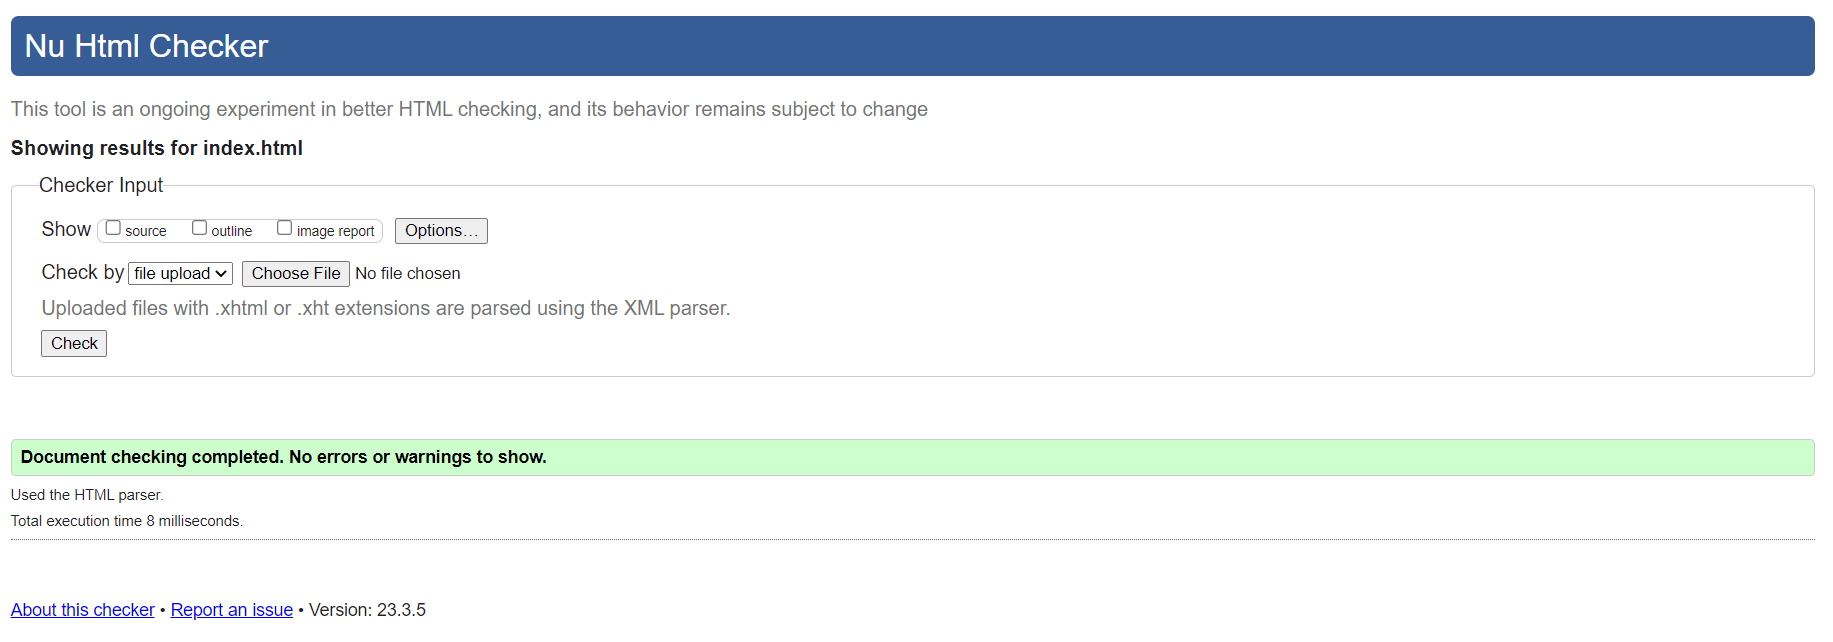 Nu Html Checker
This tool is an ongoing experiment in better HTML checking, and its behavior remains subject to change
Showing results for index.html
Checker Input
Show source outline image report Options…
Check by file upload Choose File No file chosen
Uploaded files with .xhtml or .xht extensions are parsed using the XML parser.
Check
Document checking completed. No errors or warnings to show.
Used the HTML parser.
Total execution time 8 milliseconds.
About this checker • Report an issue • Version: 23.3.5